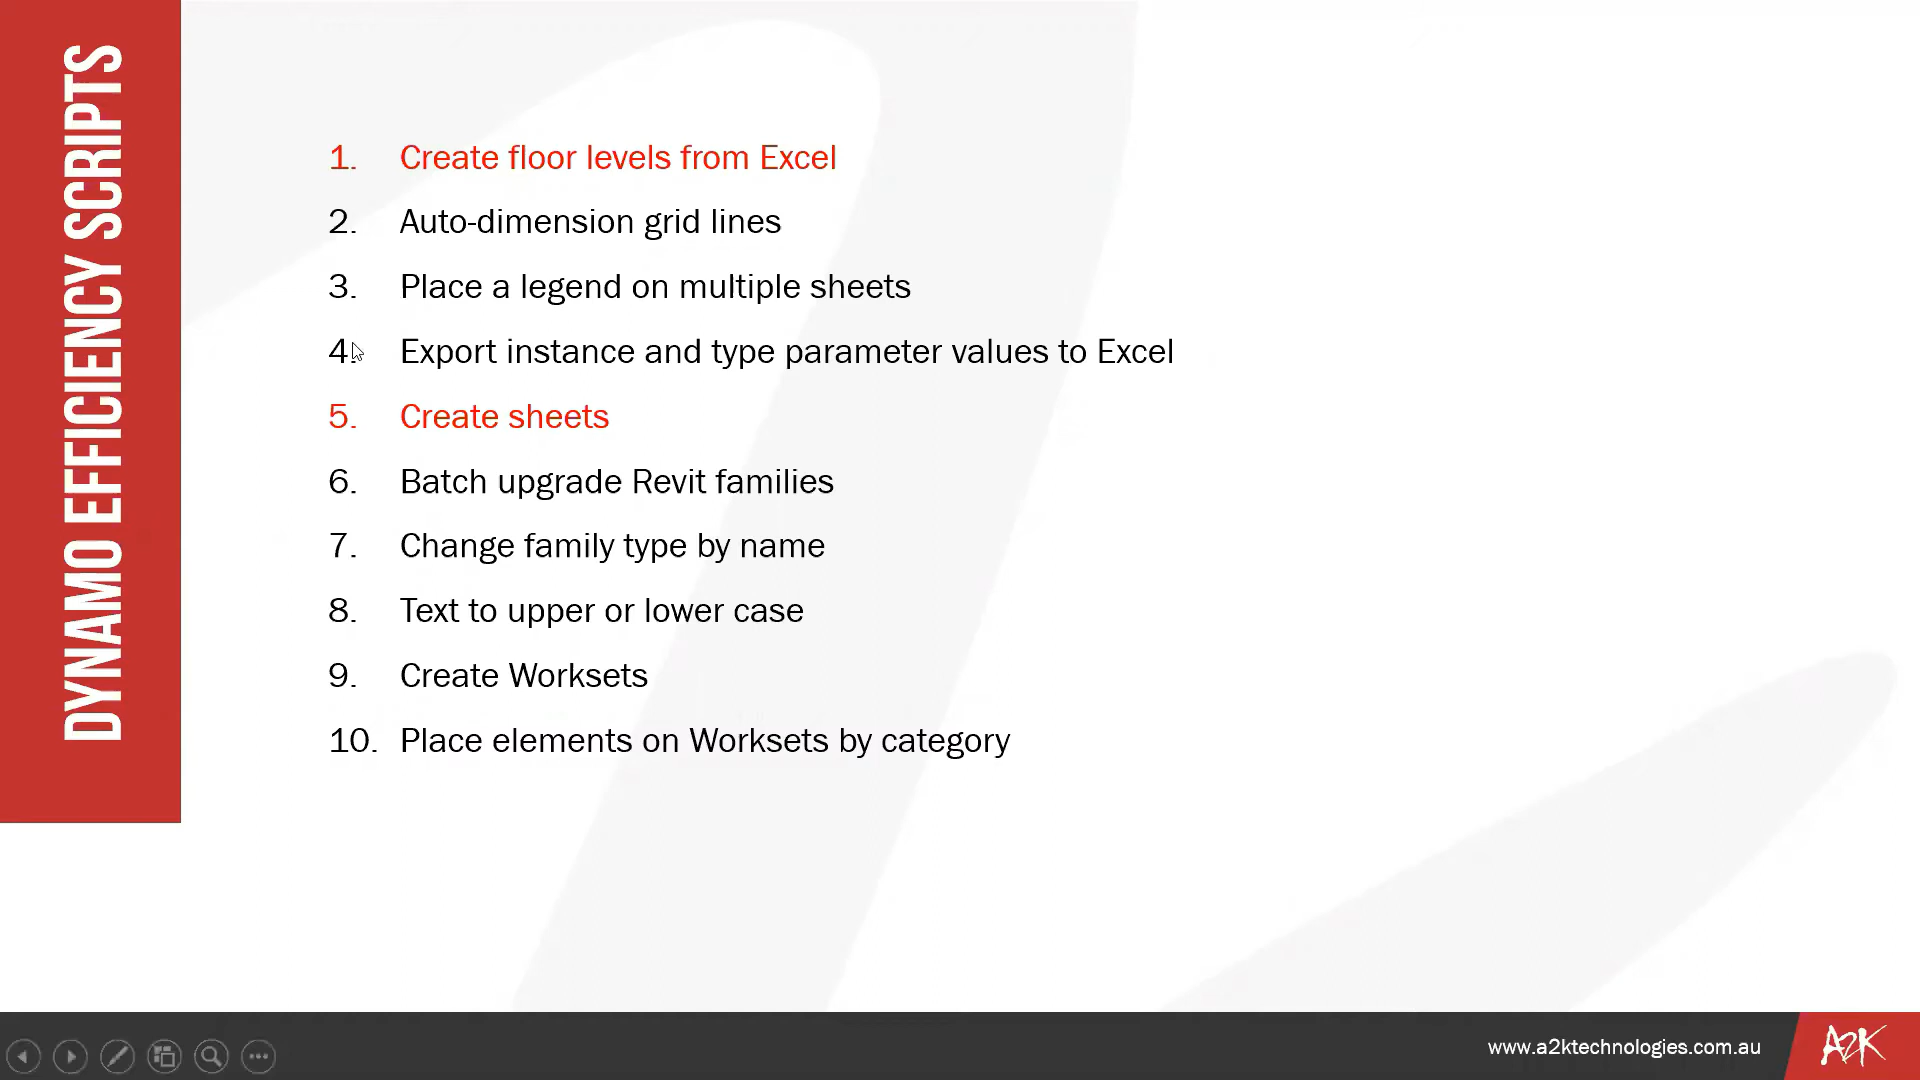 DYNAMO EFFICIENCY SCRIPTS
1. Create floor levels from Excel
2. Auto-dimension grid lines
3. Place a legend on multiple sheets
4. Export instance and type parameter values to Excel
5. Create sheets
6. Batch upgrade Revit families
7. Change family type by name
8. Text to upper or lower case
9. Create Worksets
10. Place elements on Worksets by category
www.a2ktechnologies.com.au
A2K